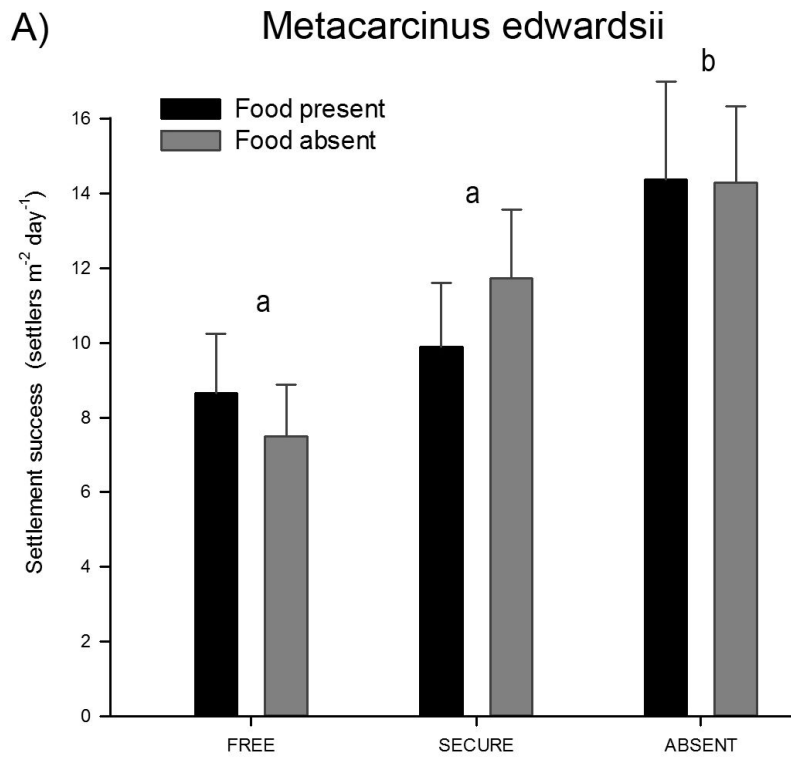 A)
Metacarcinus edwardsii
b
Food present
Food absent
a
a
Settlement success (settlers m⁻² day⁻¹)
16
14
12
10
8
6
4
2
0
FREE
SECURE
ABSENT